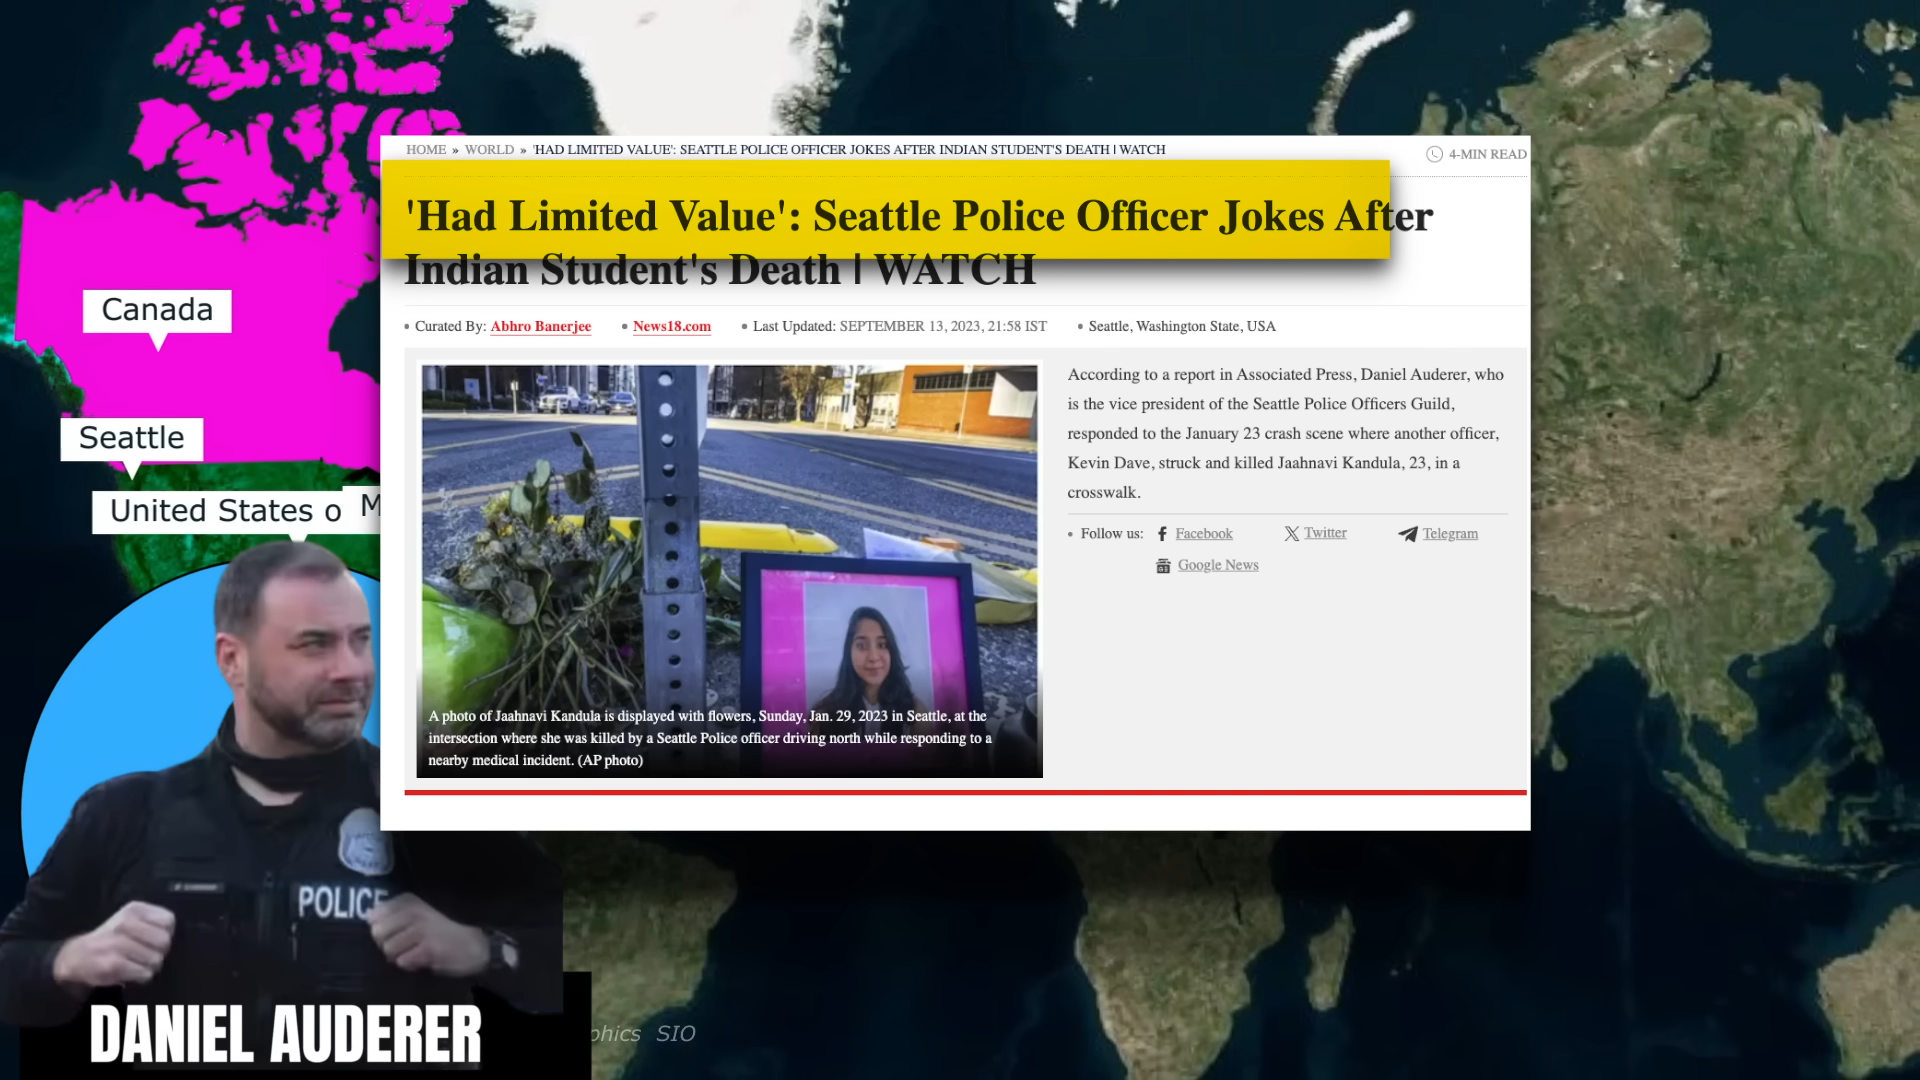 HOME » WORLD » 'HAD LIMITED VALUE': SEATTLE POLICE OFFICER JOKES AFTER INDIAN STUDENT'S DEATH | WATCH
4-MIN READ
'Had Limited Value': Seattle Police Officer Jokes After
Indian Student's Death | WATCH
• Curated By: Abhro Banerjee • News18.com • Last Updated: SEPTEMBER 13, 2023, 21:58 IST • Seattle, Washington State, USA
According to a report in Associated Press, Daniel Auderer, who
is the vice president of the Seattle Police Officers Guild,
responded to the January 23 crash scene where another officer,
Kevin Dave, struck and killed Jaahnavi Kandula, 23, in a
crosswalk.
• Follow us: Facebook Twitter Telegram
Google News
A photo of Jaahnavi Kandula is displayed with flowers, Sunday, Jan. 29, 2023 in Seattle, at the
intersection where she was killed by a Seattle Police officer driving north while responding to a
nearby medical incident. (AP photo)
Canada
Seattle
United States o
M
POLICE
DANIEL AUDERER
phics SIO